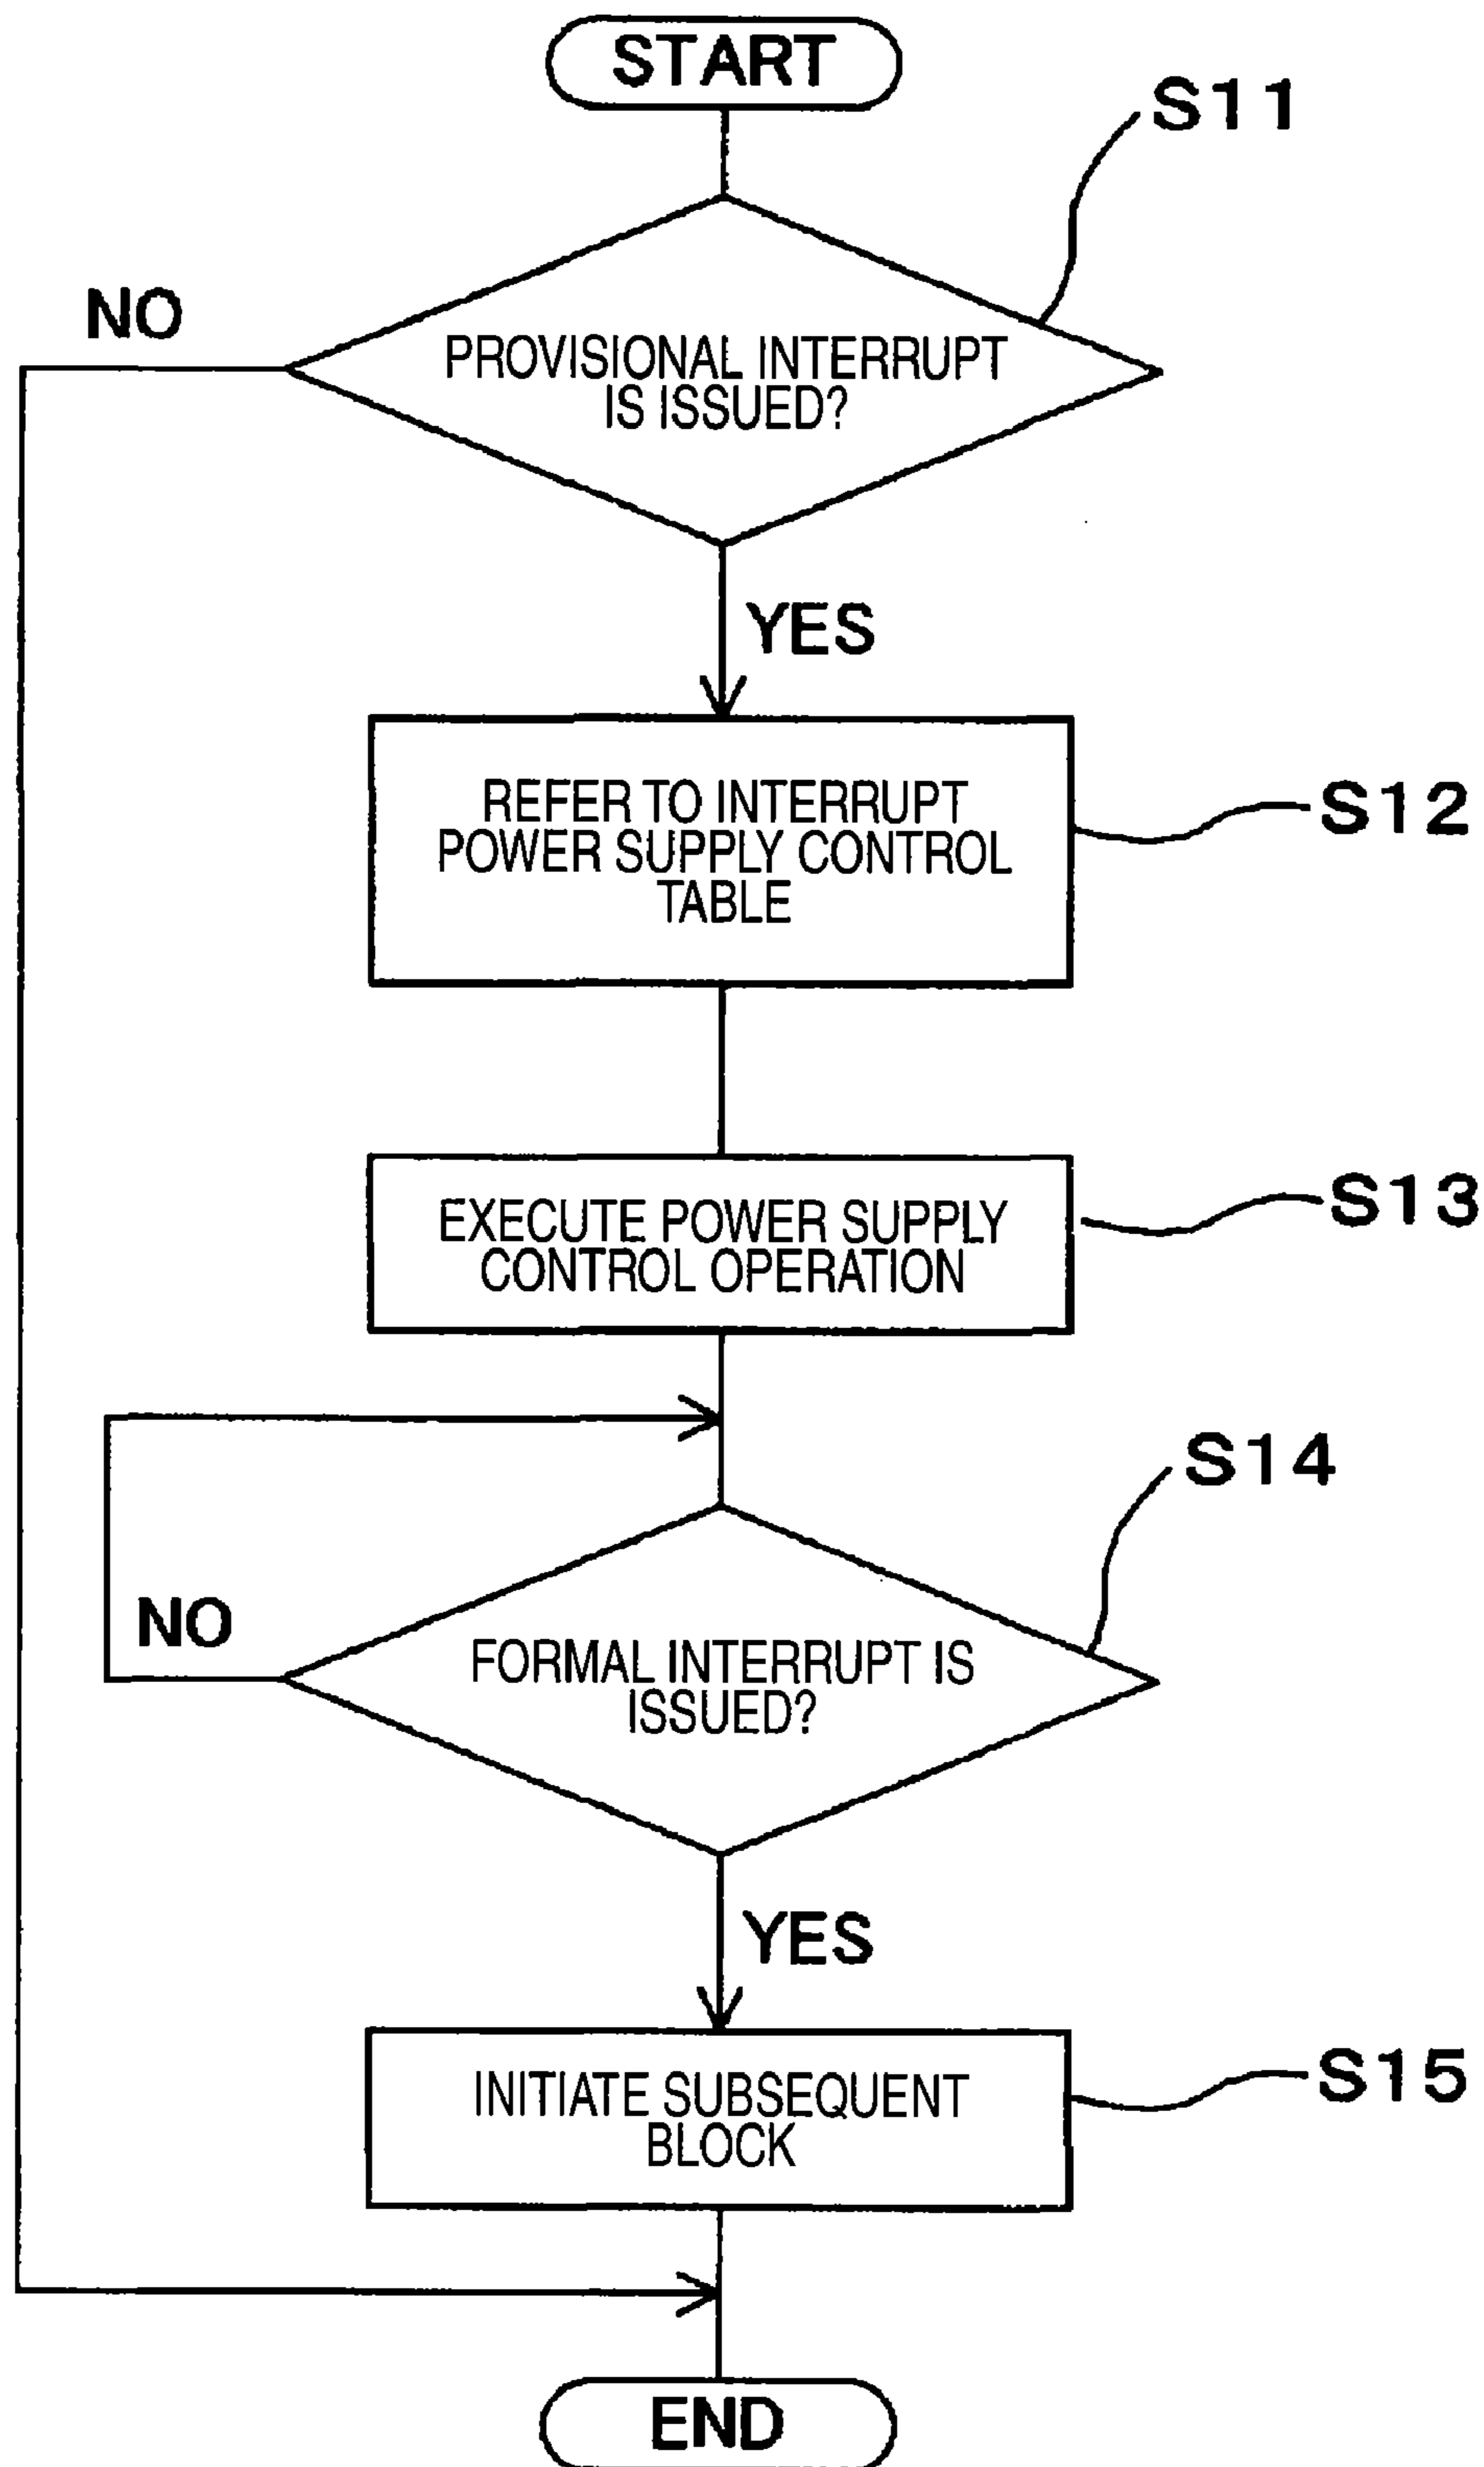 START
S11
NO
PROVISIONAL INTERRUPT
IS ISSUED?
YES
REFER TO INTERRUPT
POWER SUPPLY CONTROL
TABLE
S12
EXECUTE POWER SUPPLY
CONTROL OPERATION
S13
S14
NO
FORMAL INTERRUPT IS
ISSUED?
YES
INITIATE SUBSEQUENT
BLOCK
S15
END